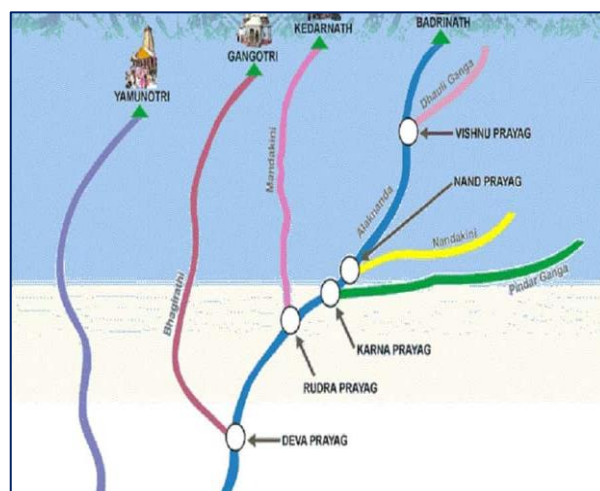 KEDARNATH
BADRINATH
GANGOTRI
YAMUNOTRI
Dhauli Ganga
VISHNU PRAYAG
Mandakini
NAND PRAYAG
Alaknanda
Nandakini
Pindar Ganga
Bhagirathi
KARNA PRAYAG
RUDRA PRAYAG
DEVA PRAYAG